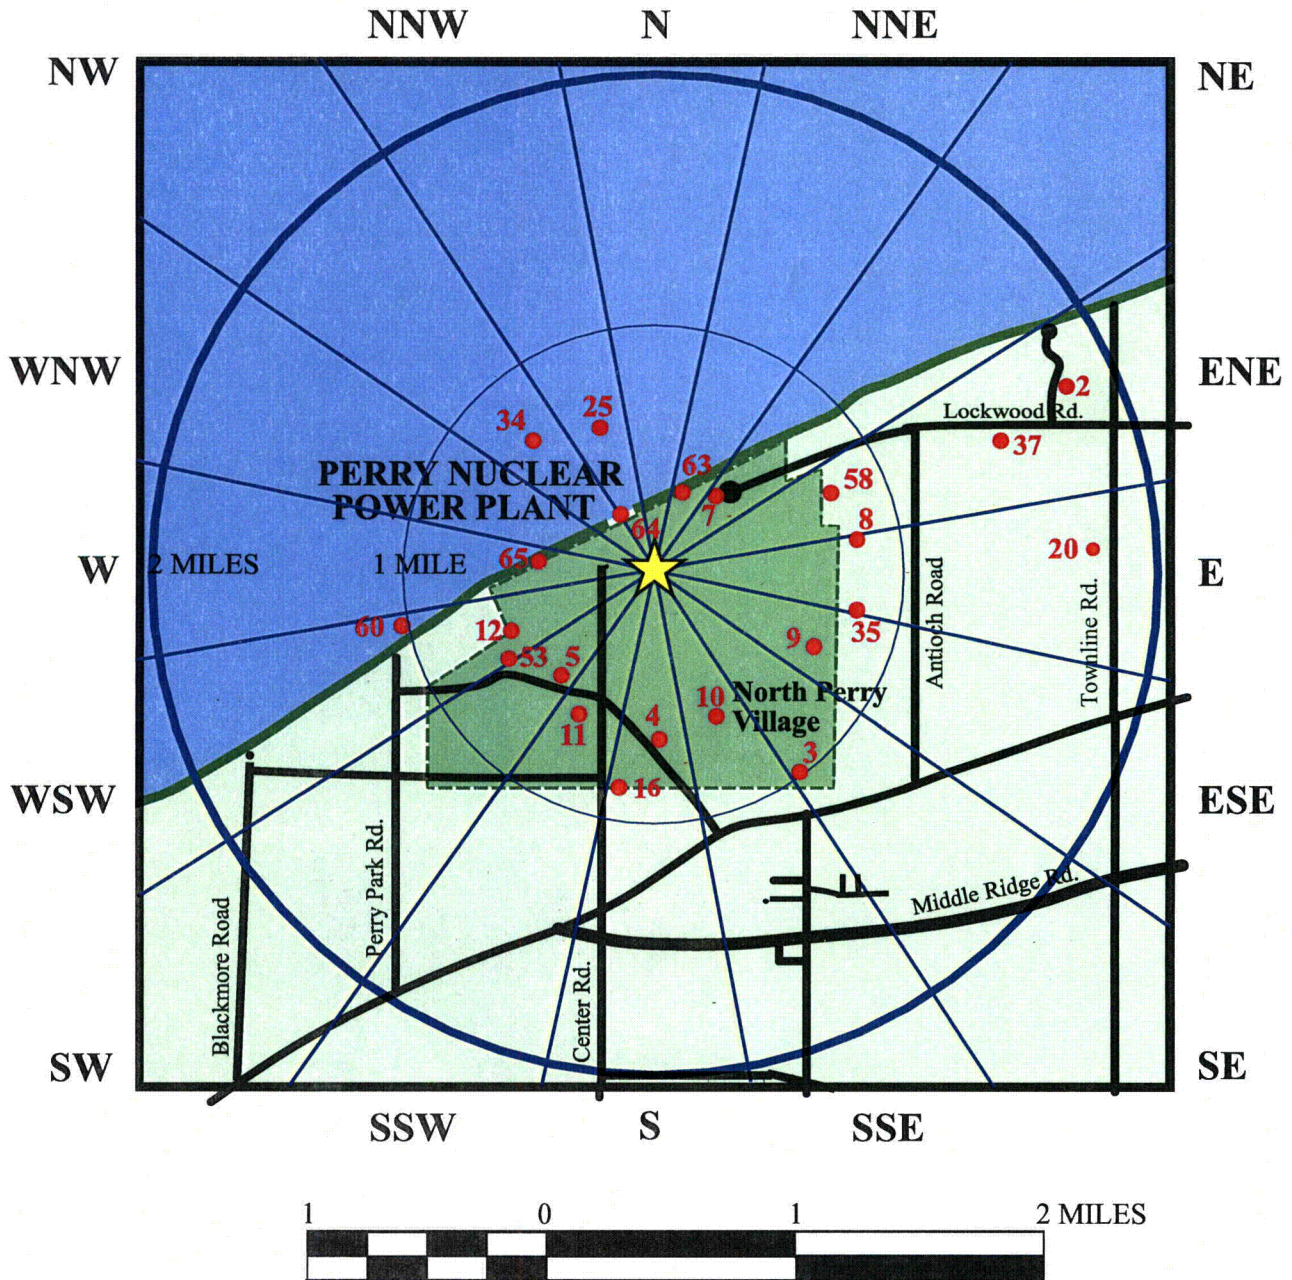 NNW N NNE
NW NE
WNW ENE
2
Lockwood Rd.
25
34
37
PERRY NUCLEAR
POWER PLANT
63
58
7
8
64
65
20
W 2 MILES 1 MILE E
60
12
35
9
53 5
Antioch Road
Townline Rd.
10 North Perry
Village
4
11
3
16
WSW ESE
Perry Park Rd.
Middle Ridge Rd.
Blackmore Road
Center Rd.
SW SE
SSW S SSE
1 0 1 2 MILES